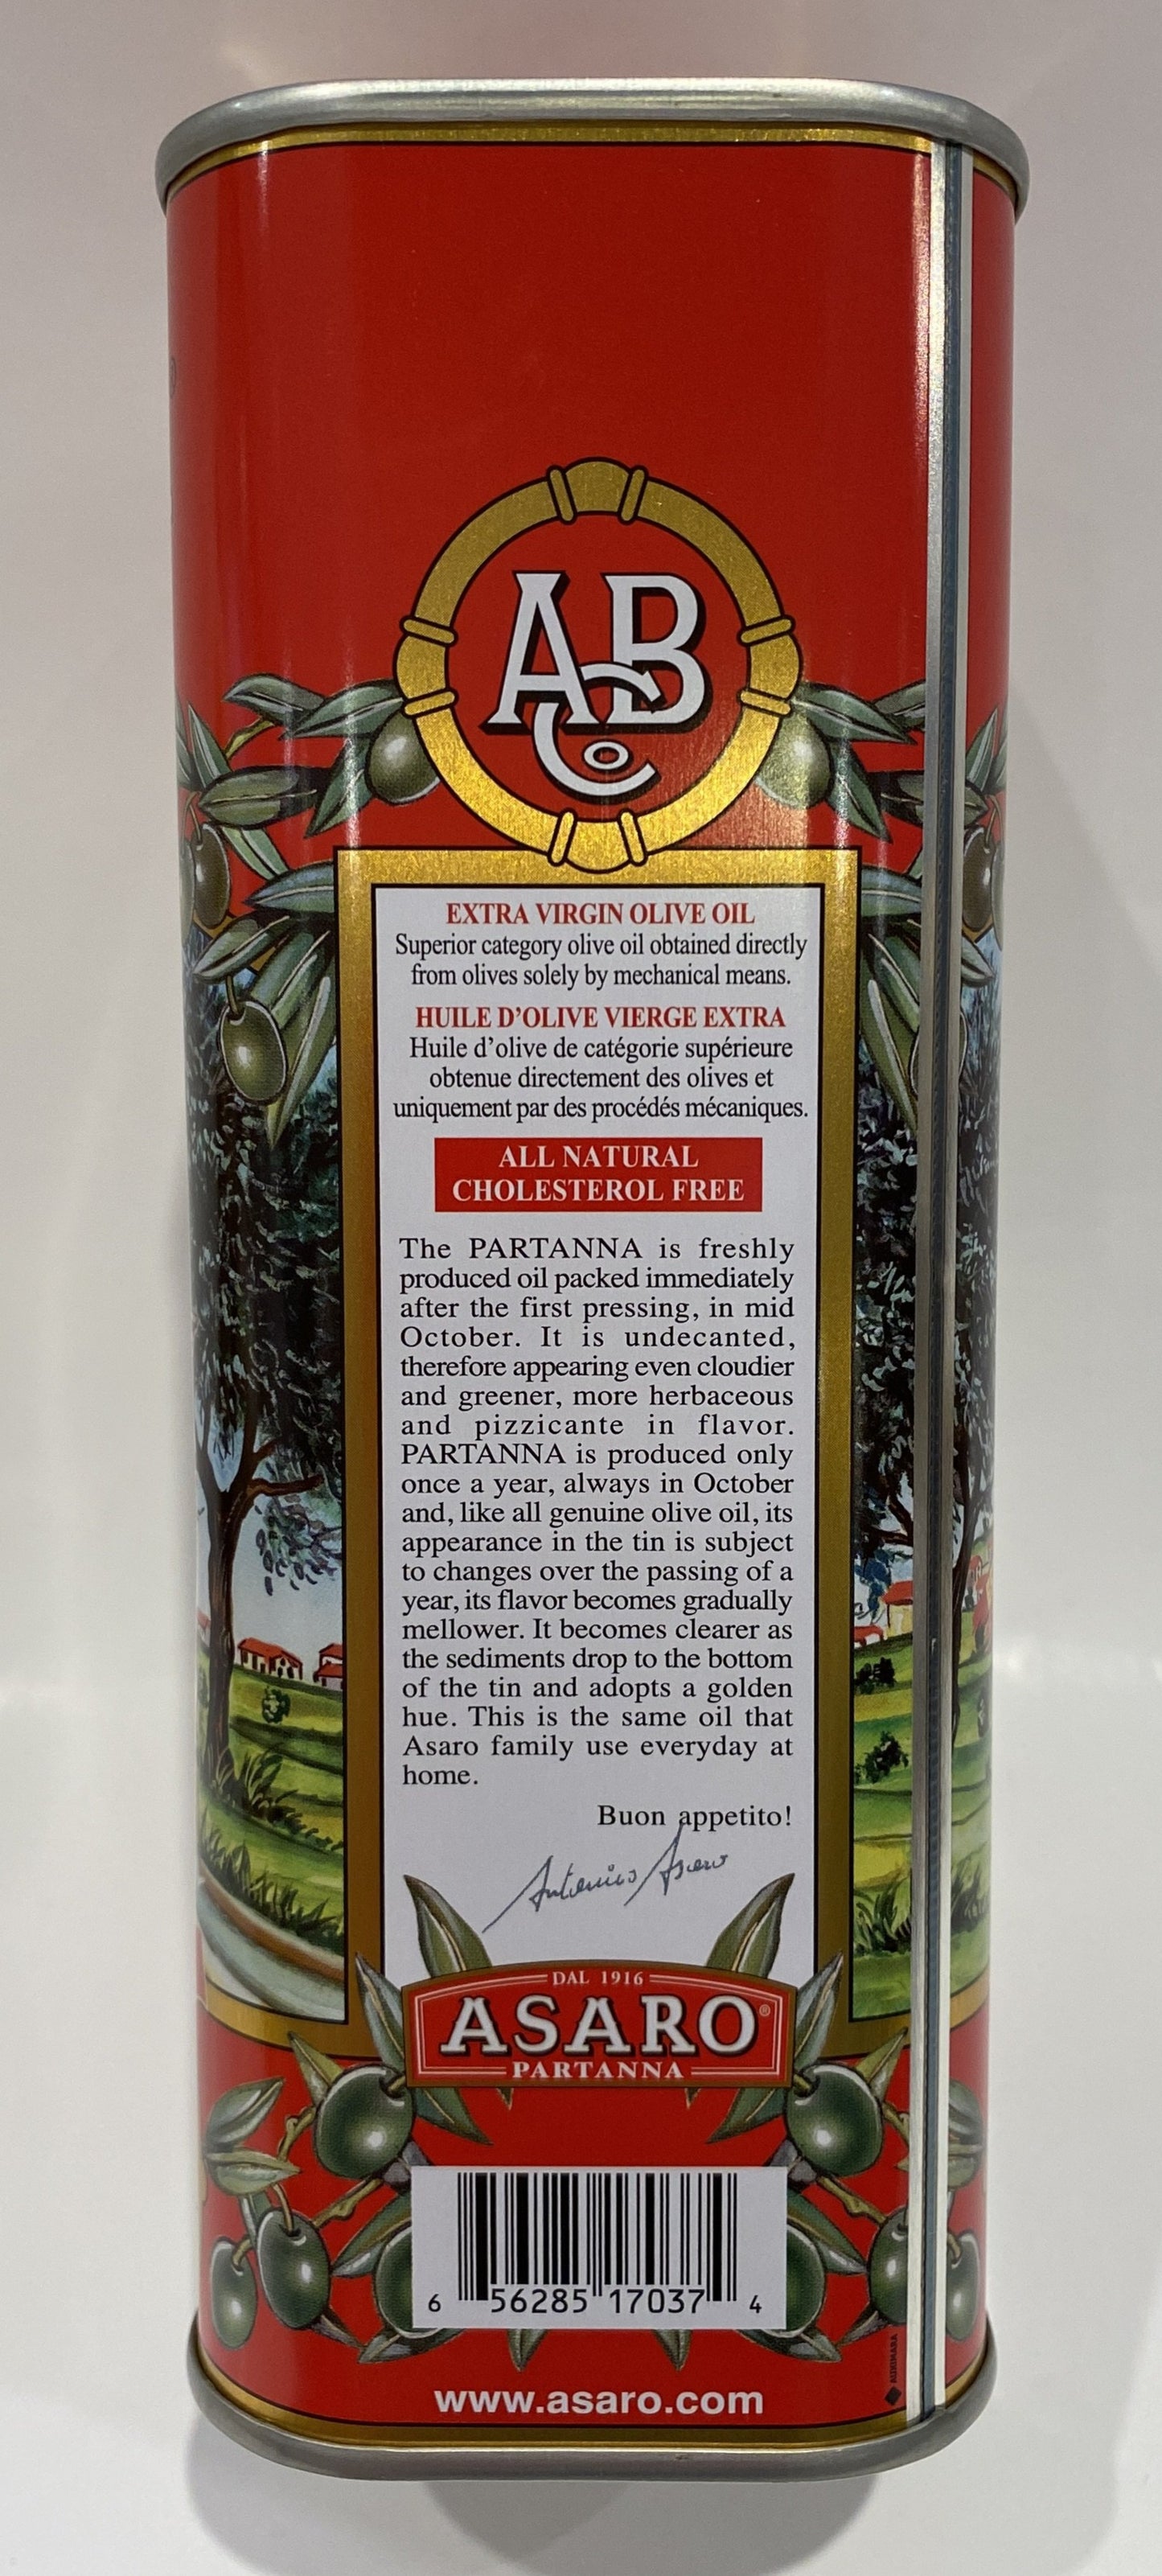 ABCo
EXTRA VIRGIN OLIVE OIL
Superior category olive oil obtained directly
from olives solely by mechanical means.
HUILE D'OLIVE VIERGE EXTRA
Huile d'olive de catégorie supérieure
obtenue directement des olives et
uniquement par des procédés mécaniques.
ALL NATURAL
CHOLESTEROL FREE
The PARTANNA is freshly
produced oil packed immediately
after the first pressing, in mid
October. It is undecanted,
therefore appearing even cloudier
and greener, more herbaceous
and pizzicante in flavor.
PARTANNA is produced only
once a year, always in October
and, like all genuine olive oil, its
appearance in the tin is subject
to changes over the passing of a
year, its flavor becomes gradually
mellower. It becomes clearer as
the sediments drop to the bottom
of the tin and adopts a golden
hue. This is the same oil that
Asaro family use everyday at
home.
Buon appetito!
DAL 1916
ASARO®
PARTANNA
6 56285 17037 4
www.asaro.com